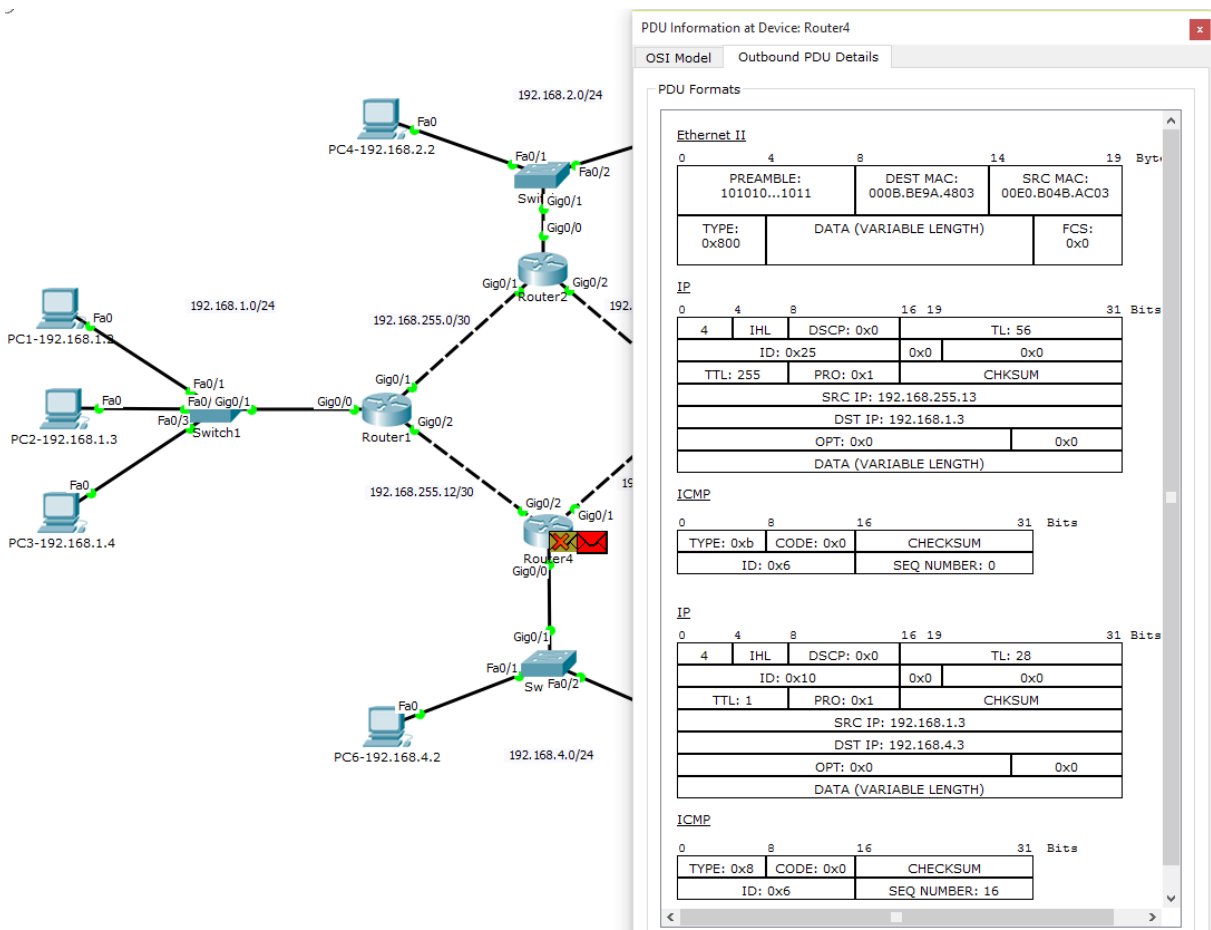 PDU Information at Device: Router4
x
OSI Model
Outbound PDU Details
PDU Formats
Ethernet II
0 4 8 14 19
PREAMBLE: 101010...1011
DEST MAC: 000B.BE9A.4803
SRC MAC: 00E0.B04B.AC03
TYPE: 0x800
DATA (VARIABLE LENGTH)
FCS: 0x0
IP
0 4 8 16 19 31 Bits
4 IHL DSCP: 0x0 TL: 56
ID: 0x25 0x0 0x0
TTL: 255 PRO: 0x1 CHKSUM
SRC IP: 192.168.255.13
DST IP: 192.168.1.3
OPT: 0x0 0x0
DATA (VARIABLE LENGTH)
ICMP
0 8 16 31 Bits
TYPE: 0xb CODE: 0x0 CHECKSUM
ID: 0x6 SEQ NUMBER: 0
IP
0 4 8 16 19 31 Bits
4 IHL DSCP: 0x0 TL: 28
ID: 0x10 0x0 0x0
TTL: 1 PRO: 0x1 CHKSUM
SRC IP: 192.168.1.3
DST IP: 192.168.4.3
OPT: 0x0 0x0
DATA (VARIABLE LENGTH)
ICMP
0 8 16 31 Bits
TYPE: 0x8 CODE: 0x0 CHECKSUM
ID: 0x6 SEQ NUMBER: 16
192.168.2.0/24
Fa0
PC4-192.168.2.2
Fa0/1
Fa0/2
Gig0/1
Gig0/0
Gig0/1
Gig0/2
Router2
192.
192.168.1.0/24
192.168.255.0/30
Fa0
Fa0/1
Gig0/1
Fa0
Fa0/ Gig0/1
Gig0/0
PC2-192.168.1.3
Fa0/3
Switch1
Router1
Gig0/2
Fa0
192.168.255.12/30
PC3-192.168.1.4
Gig0/2
Gig0/1
Router4
Gig0/0
Gig0/1
Fa0/1
Fa0/2
Sw
Fa0
PC6-192.168.4.2
192.168.4.0/24